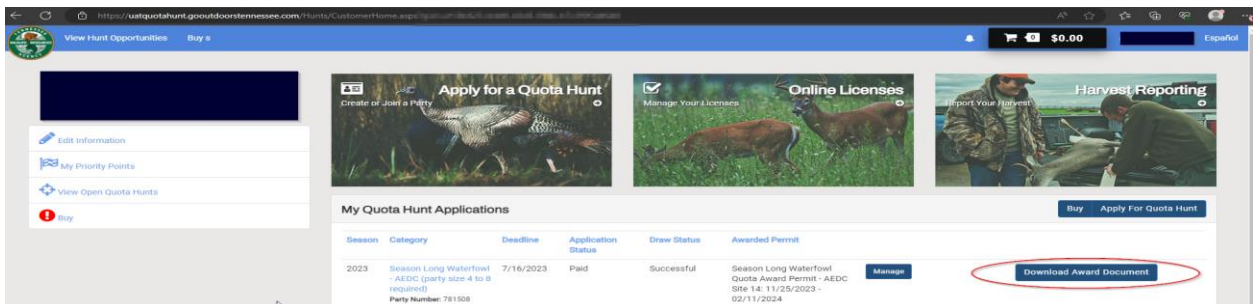 https://uatquotahunt.gooutdoorstennessee.com/Hunts/CustomerHome.aspx
View Hunt Opportunities Buy s
0 $0.00
Español
Apply for a Quota Hunt
Create or Join a Party
Online Licenses
Manage Your Licenses
Harvest Reporting
Report Your Harvest
Edit Information
My Priority Points
View Open Quota Hunts
Buy
My Quota Hunt Applications
Buy Apply For Quota Hunt
Season Category Deadline Application Status Draw Status Awarded Permit
2023 Season Long Waterfowl - AEDC (party size 4 to 8 required) 7/16/2023 Paid Successful Season Long Waterfowl Quota Award Permit - AEDC Site 14: 11/25/2023 - 02/11/2024 Manage Download Award Document
Party Number: 781508